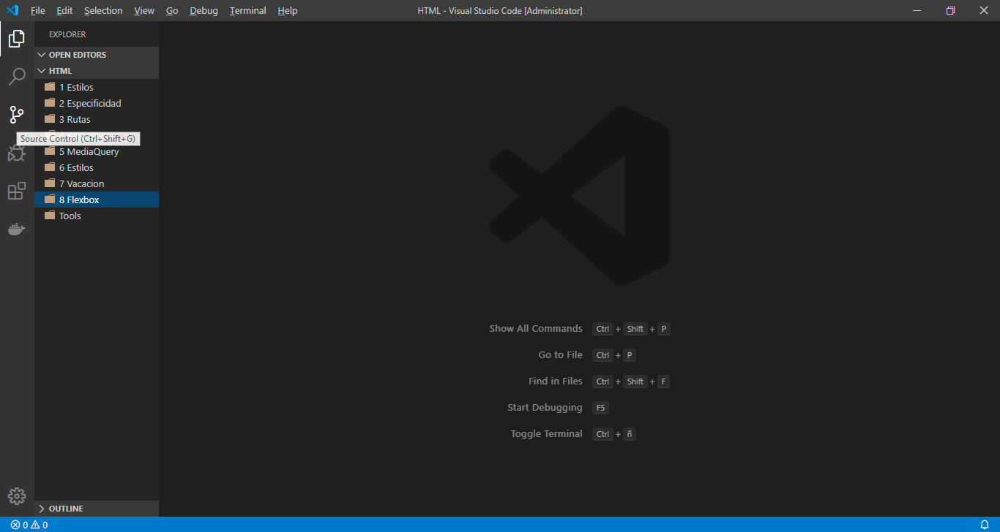 File Edit Selection View Go Debug Terminal Help HTML - Visual Studio Code [Administrator]
EXPLORER
OPEN EDITORS
HTML
1 Estilos
2 Especificidad
3 Rutas
Source Control (Ctrl+Shift+G)
5 MediaQuery
6 Estilos
7 Vacacion
8 Flexbox
Tools
Show All Commands Ctrl + Shift + P
Go to File Ctrl + P
Find in Files Ctrl + Shift + F
Start Debugging F5
Toggle Terminal Ctrl + ñ
OUTLINE
0 0